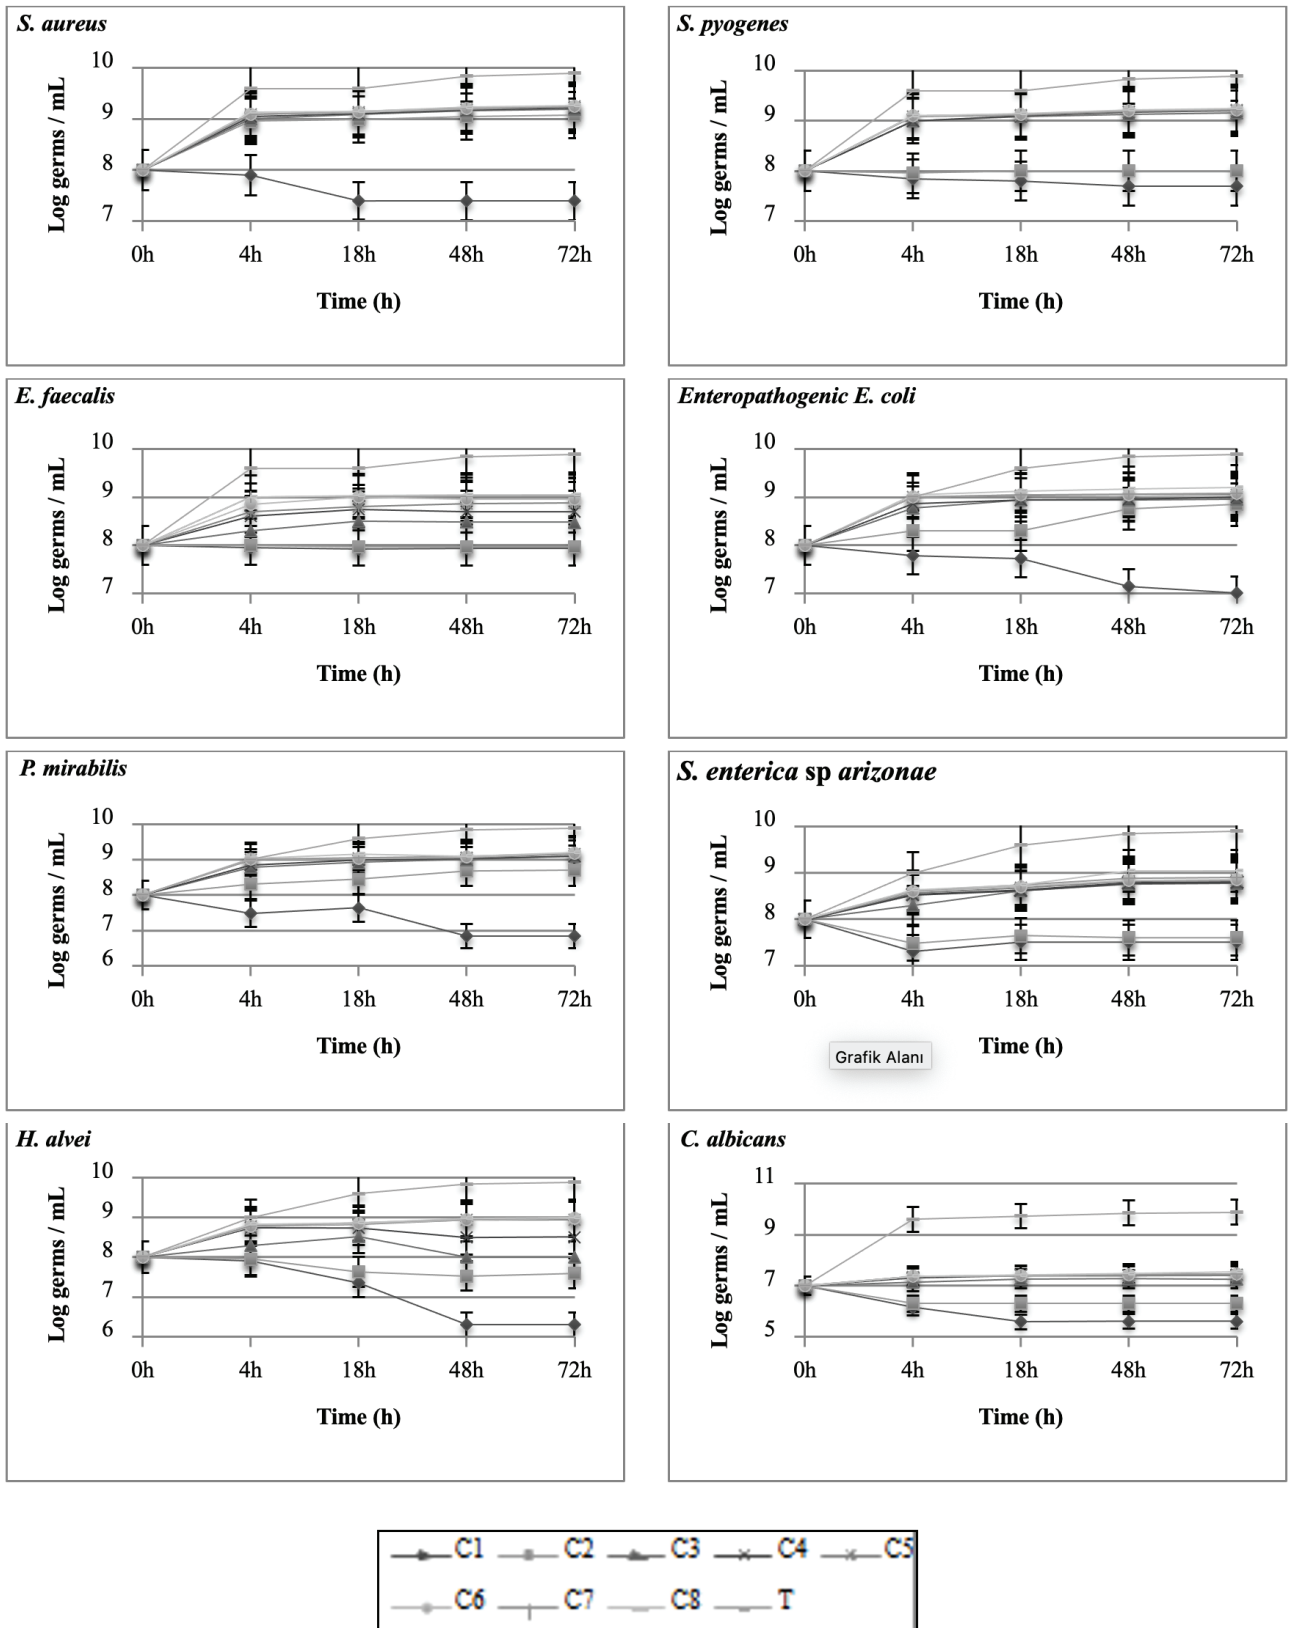 S. aureus
10
9
8
7
Log germs / mL
0h 4h 18h 48h 72h
Time (h)
S. pyogenes
10
9
8
7
Log germs / mL
0h 4h 18h 48h 72h
Time (h)
E. faecalis
10
9
8
7
Log germs / mL
0h 4h 18h 48h 72h
Time (h)
Enteropathogenic E. coli
10
9
8
7
Log germs / mL
0h 4h 18h 48h 72h
Time (h)
P. mirabilis
10
9
8
7
6
Log germs / mL
0h 4h 18h 48h 72h
Time (h)
S. enterica sp arizonae
10
9
8
7
Log germs / mL
0h 4h 18h 48h 72h
Time (h)
Grafik Alanı
H. alvei
10
9
8
7
6
Log germs / mL
0h 4h 18h 48h 72h
Time (h)
C. albicans
11
9
7
5
Log germs / mL
0h 4h 18h 48h 72h
Time (h)
C1 C2 C3 C4 C5
C6 C7 C8 T